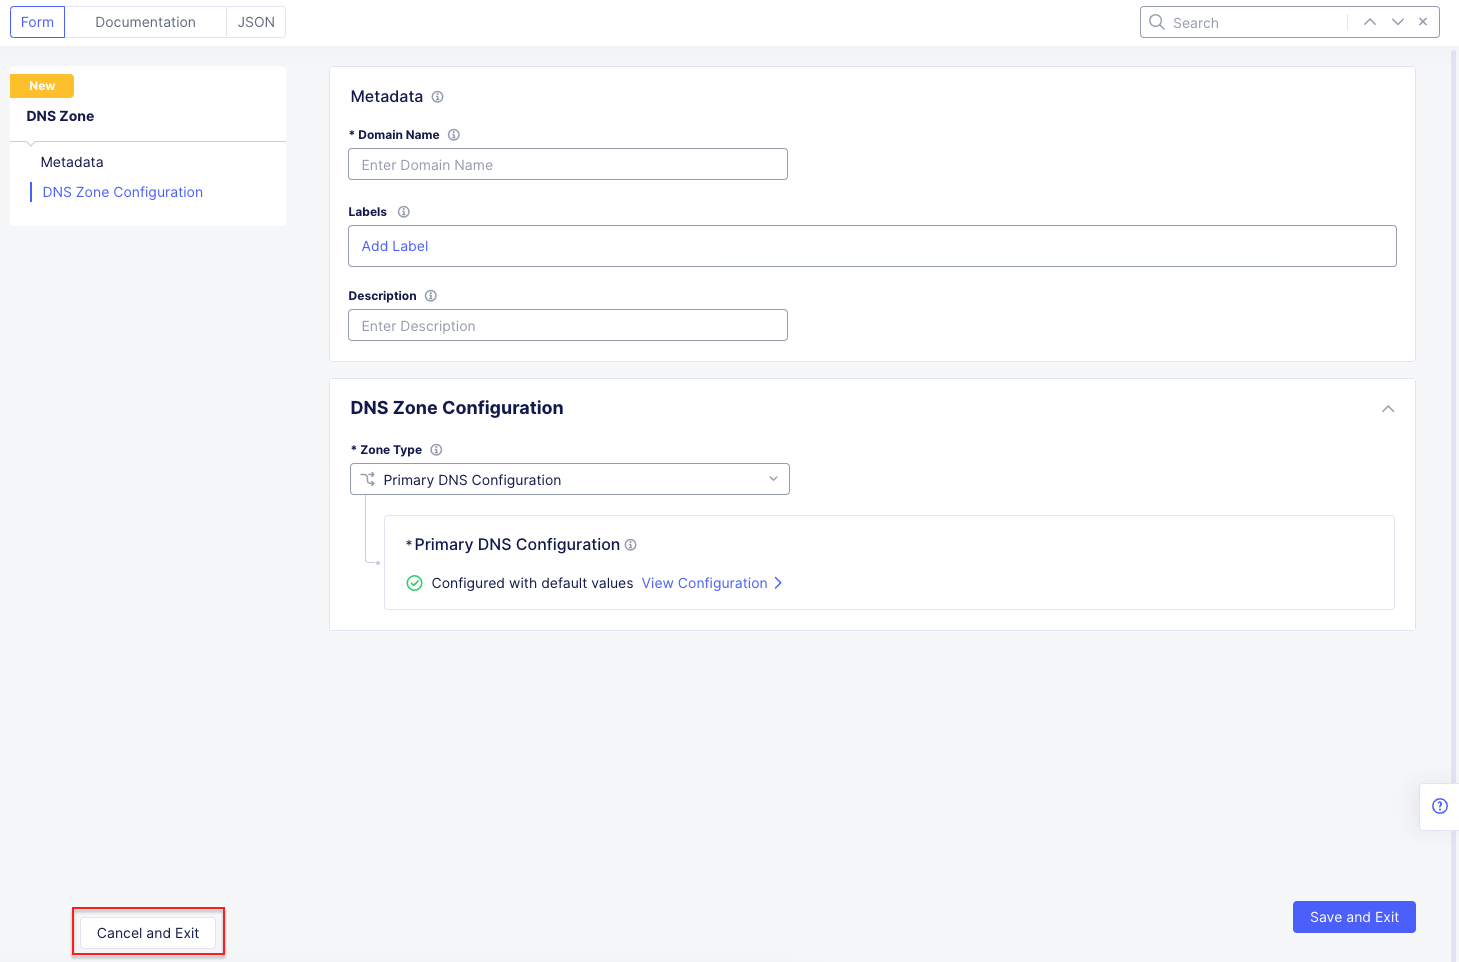 Form Documentation JSON
Search
New
DNS Zone
Metadata
DNS Zone Configuration
Metadata
* Domain Name
Enter Domain Name
Labels
Add Label
Description
Enter Description
DNS Zone Configuration
* Zone Type
Primary DNS Configuration
* Primary DNS Configuration
Configured with default values View Configuration
Cancel and Exit
Save and Exit